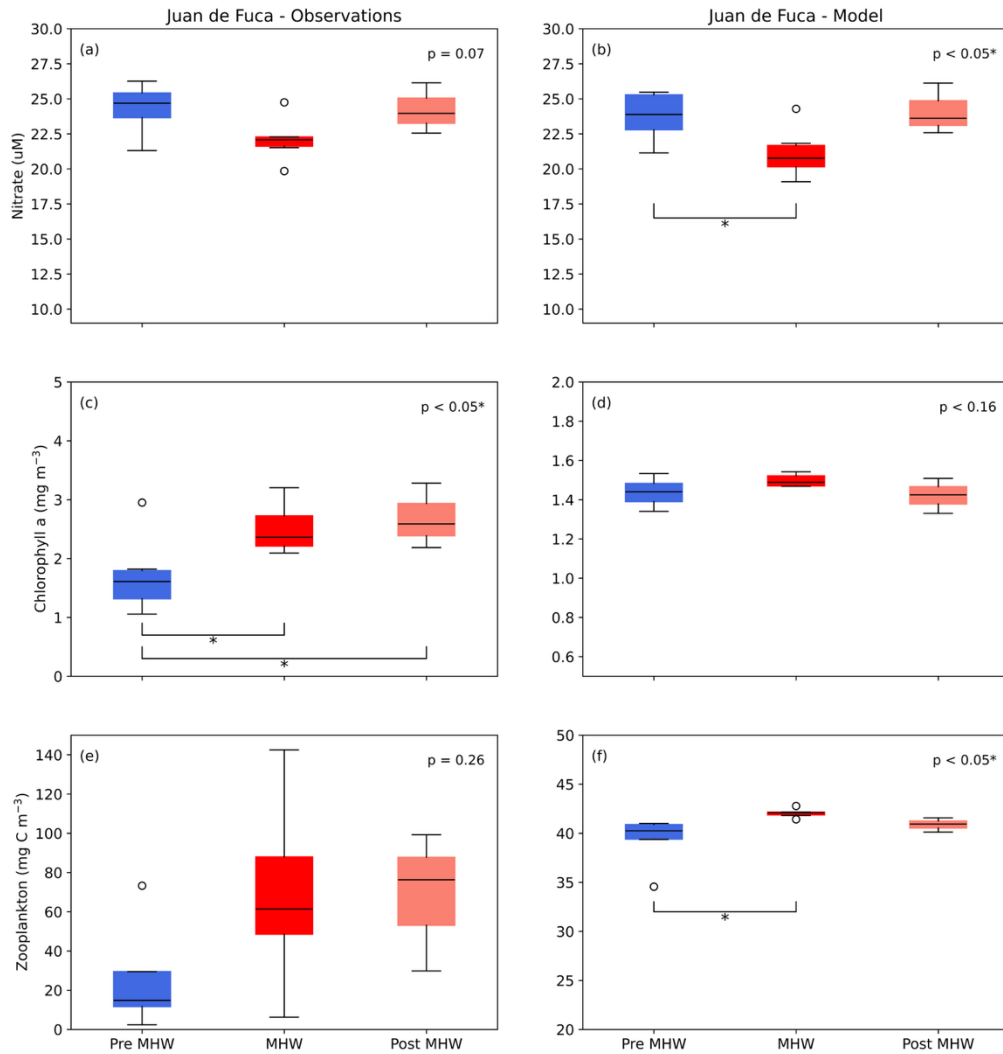 Juan de Fuca - Observations
Juan de Fuca - Model
30.0
27.5
25.0
22.5
20.0
17.5
15.0
12.5
10.0
Nitrate (uM)
(a)
p = 0.07
*
30.0
27.5
25.0
22.5
20.0
17.5
15.0
12.5
10.0
(b)
p < 0.05*
5
4
3
2
1
0
Chlorophyll a (mg m⁻³)
(c)
p < 0.05*
*
*
2.0
1.8
1.6
1.4
1.2
1.0
0.8
0.6
(d)
p < 0.16
140
120
100
80
60
40
20
0
Zooplankton (mg C m⁻³)
(e)
p = 0.26
Pre MHW
MHW
Post MHW
50
45
40
35
30
25
20
(f)
p < 0.05*
*
Pre MHW
MHW
Post MHW